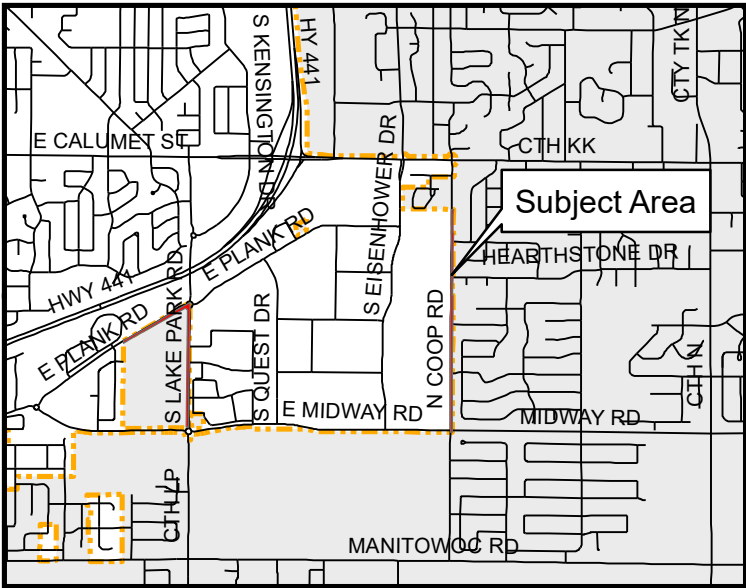 S KENSINGTON DR
HY 441
CTY TK N
E CALUMET ST
CTH KK
S EISENHOWER DR
Subject Area
E PLANK RD
HEARTHSTONE DR
HWY 441
S LAKE PARK RD
E PLANK RD
S QUEST DR
N COOP RD
CTH N
E MIDWAY RD
MIDWAY RD
CTH LP
MANITOWOC RD